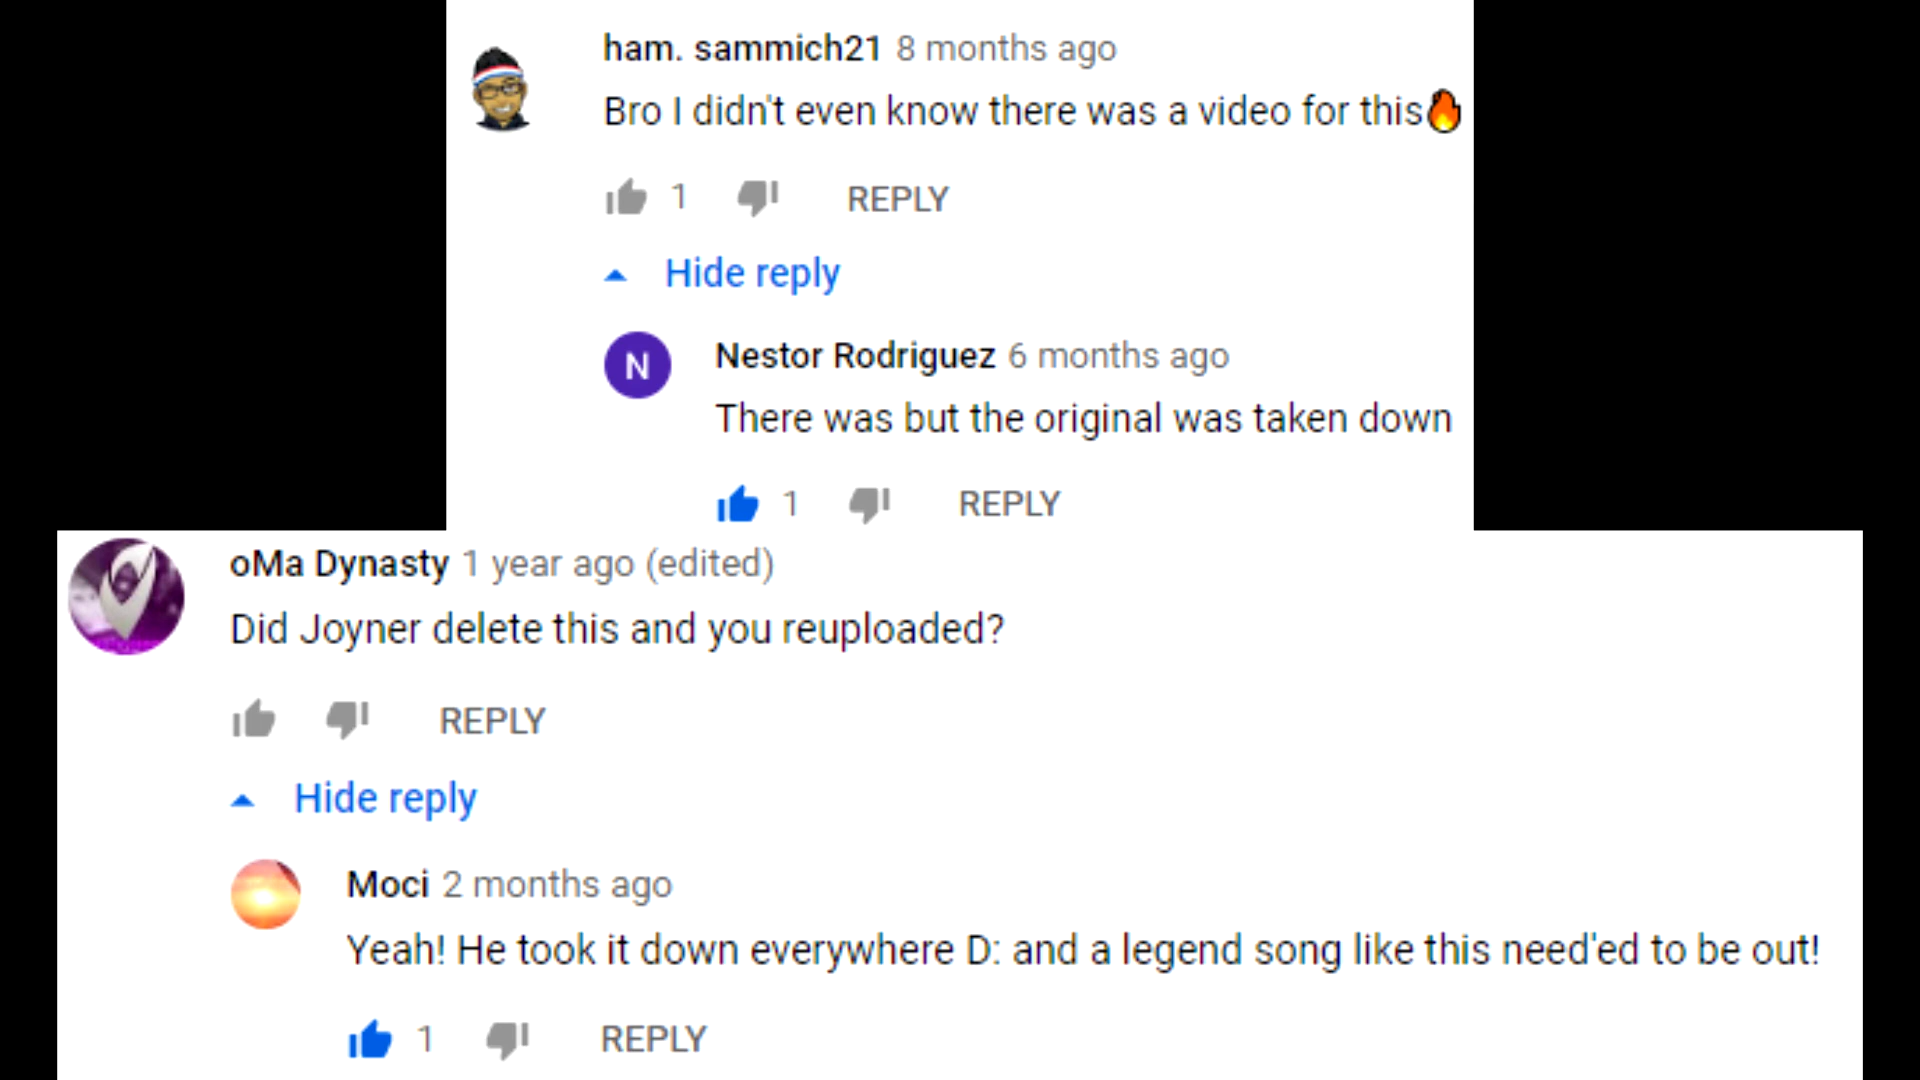 ham. sammich21 8 months ago
Bro I didn't even know there was a video for this🔥
1 REPLY
Hide reply
N
Nestor Rodriguez 6 months ago
There was but the original was taken down
1 REPLY
oMa Dynasty 1 year ago (edited)
Did Joyner delete this and you reuploaded?
REPLY
Hide reply
Moci 2 months ago
Yeah! He took it down everywhere D: and a legend song like this need'ed to be out!
1 REPLY